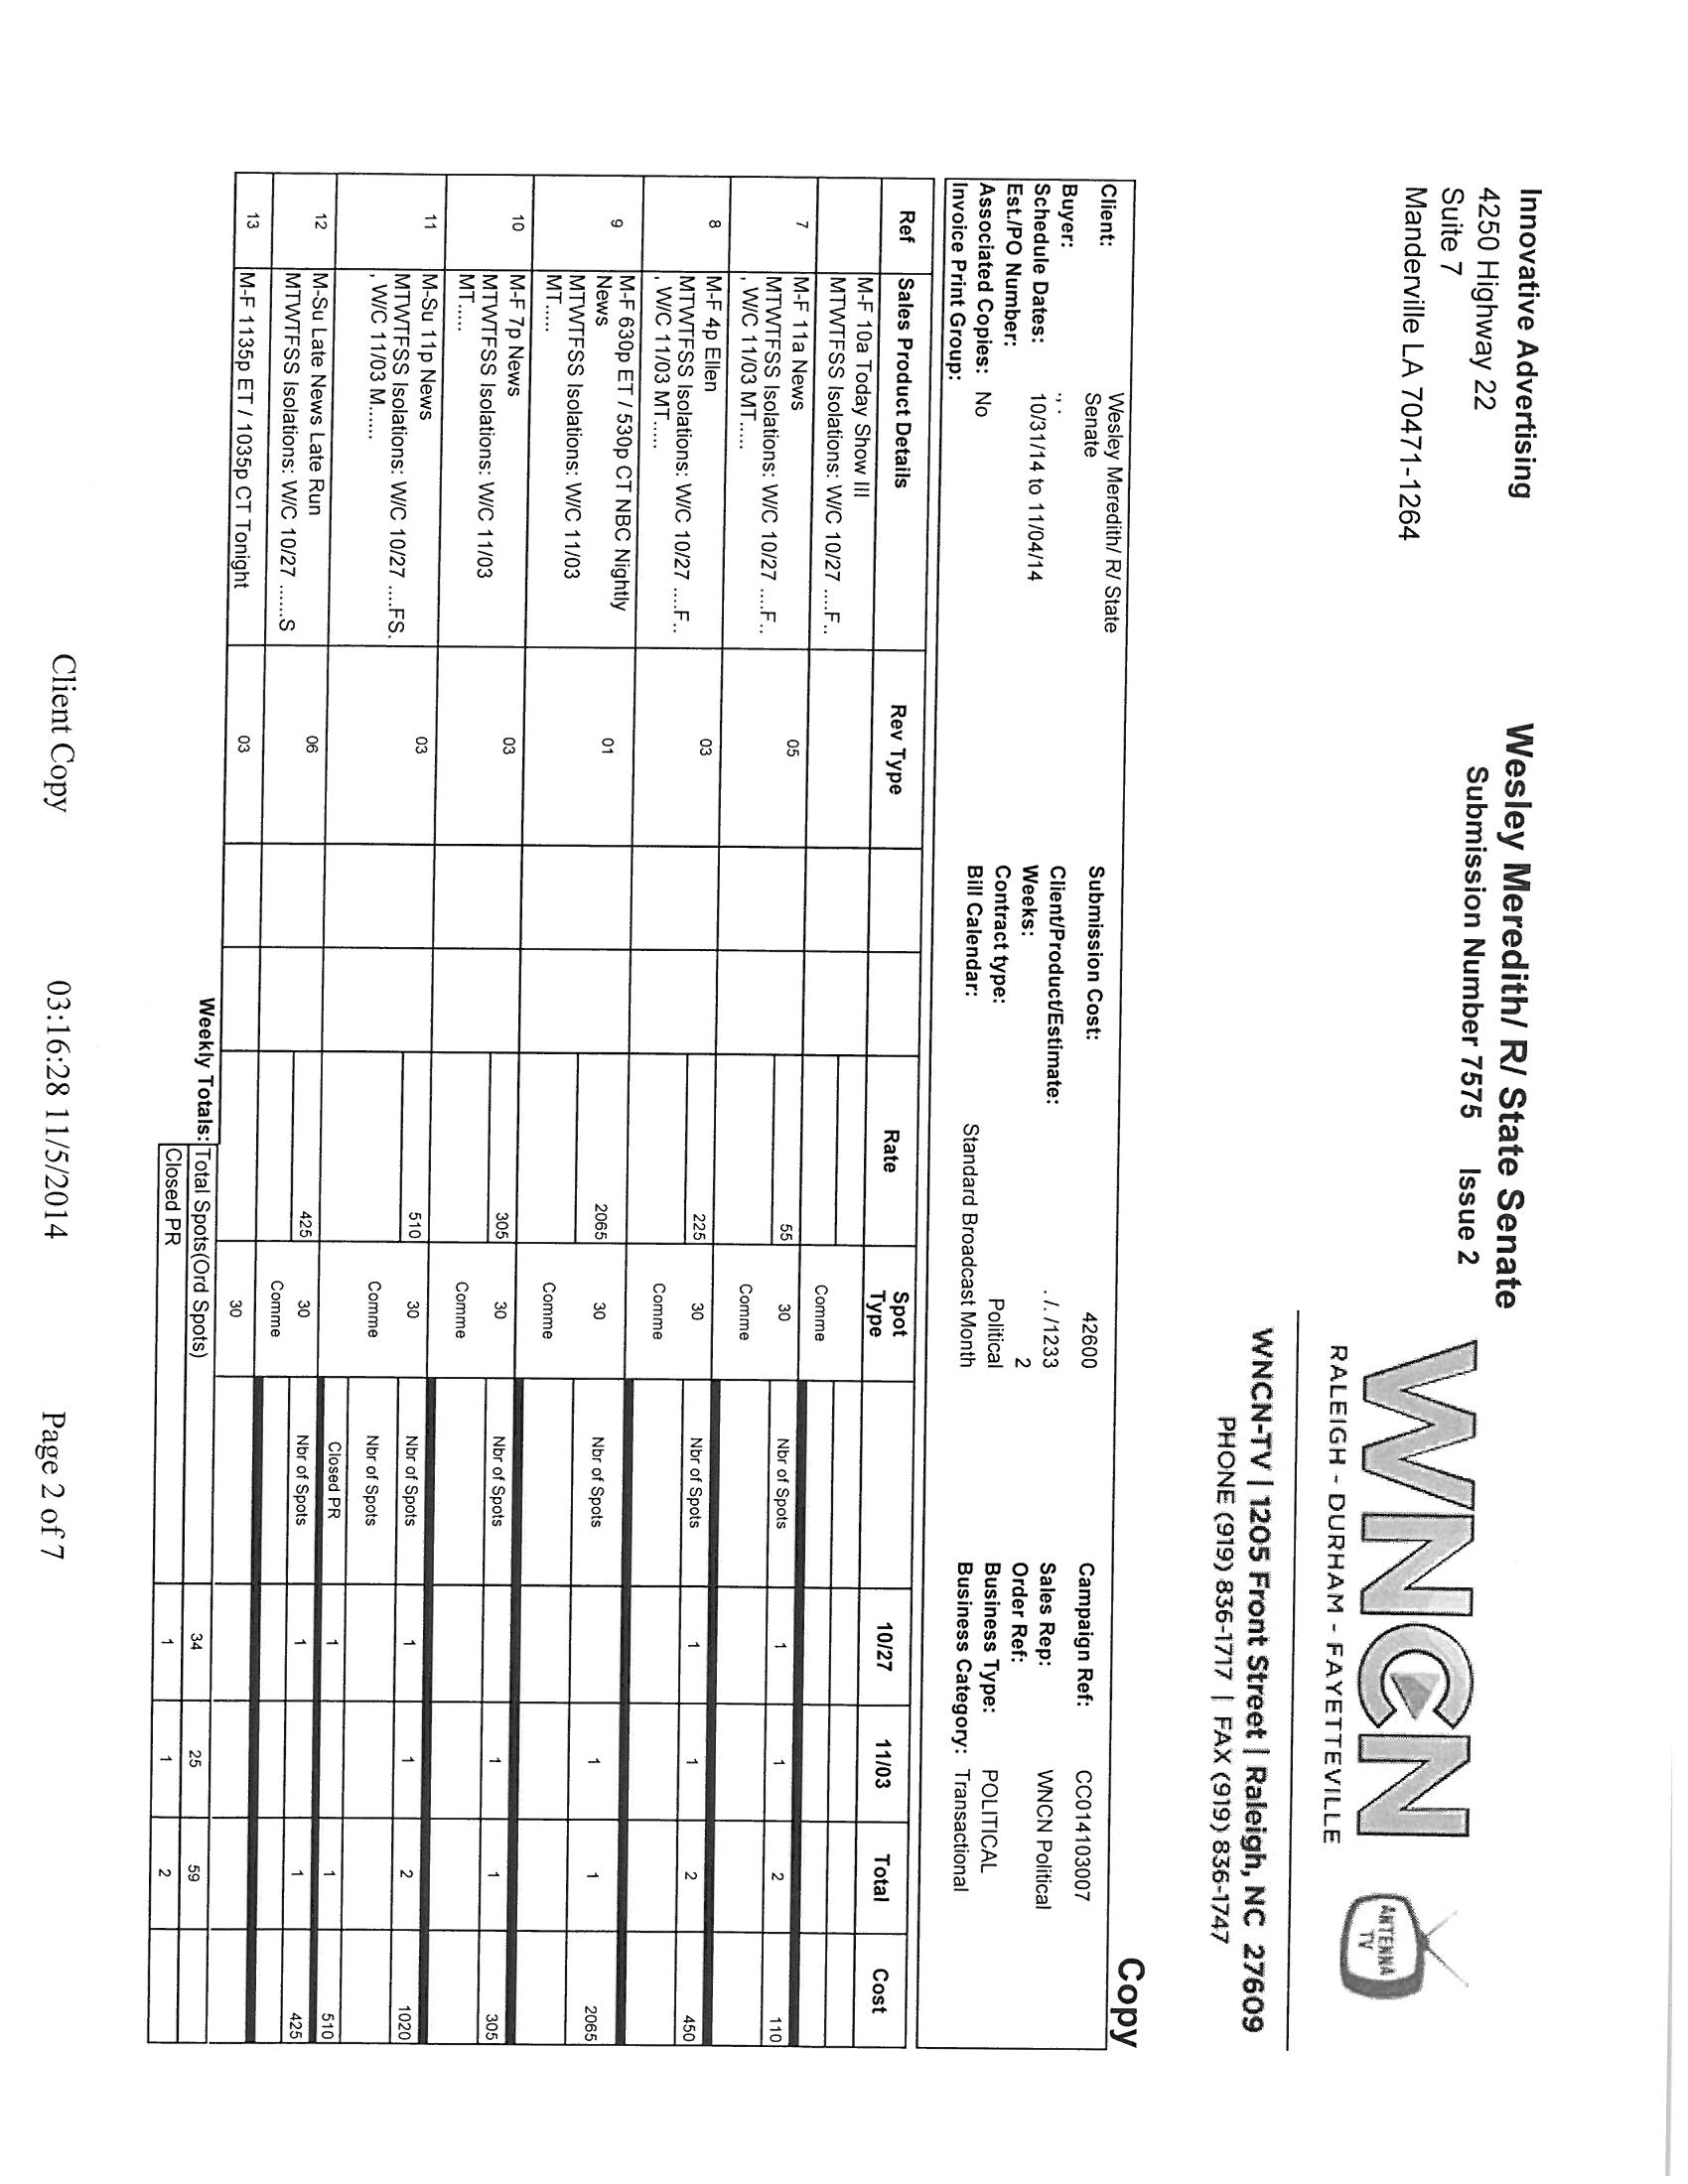 Innovative Advertising
4250 Highway 22
Suite 7
Manderville LA 70471-1264
Wesley Meredith/ R/ State Senate
Submission Number 7575 Issue 2
WNCN
RALEIGH - DURHAM - FAYETTEVILLE
ANTENNA
TV
WNCN-TV | 1205 Front Street | Raleigh, NC 27609
PHONE (919) 836-1717 | FAX (919) 836-1747
Copy
Client: Wesley Meredith/ R/ State
Senate
Buyer: ., .
Schedule Dates: 10/31/14 to 11/04/14
Est./PO Number:
Associated Copies: No
Invoice Print Group:
Submission Cost: 42600
Client/Product/Estimate: . /. /1233
Weeks: 2
Contract type: Political
Bill Calendar: Standard Broadcast Month
Campaign Ref: CC014103007
Sales Rep: WNCN Political
Order Ref:
Business Type: POLITICAL
Business Category: Transactional
Ref Sales Product Details Rev Type Rate Spot Type 10/27 11/03 Total Cost
M-F 10a Today Show III
MTWTFSS Isolations: W/C 10/27 ....F.. Comme
7 M-F 11a News 05 55 30 Nbr of Spots 1 1 2 110
MTWTFSS Isolations: W/C 10/27 ....F..
, W/C 11/03 MT..... Comme
8 M-F 4p Ellen 03 225 30 Nbr of Spots 1 1 2 450
MTWTFSS Isolations: W/C 10/27 ....F..
, W/C 11/03 MT..... Comme
9 M-F 630p ET / 530p CT NBC Nightly
News 01 2065 30 Nbr of Spots 1 1 2065
MTWTFSS Isolations: W/C 11/03
MT..... Comme
10 M-F 7p News 03 305 30 Nbr of Spots 1 1 305
MTWTFSS Isolations: W/C 11/03
MT..... Comme
11 M-Su 11p News 03 510 30 Nbr of Spots 1 1 2 1020
MTWTFSS Isolations: W/C 10/27 ....FS.
, W/C 11/03 M...... Comme Nbr of Spots
Closed PR 1 1 510
12 M-Su Late News Late Run 06 425 30 Nbr of Spots 1 1 425
MTWTFSS Isolations: W/C 10/27 ......S Comme
13 M-F 1135p ET / 1035p CT Tonight 03 30
Weekly Totals: Total Spots(Ord Spots) 34 25 59
Closed PR 1 1 2
Client Copy 03:16:28 11/5/2014 Page 2 of 7